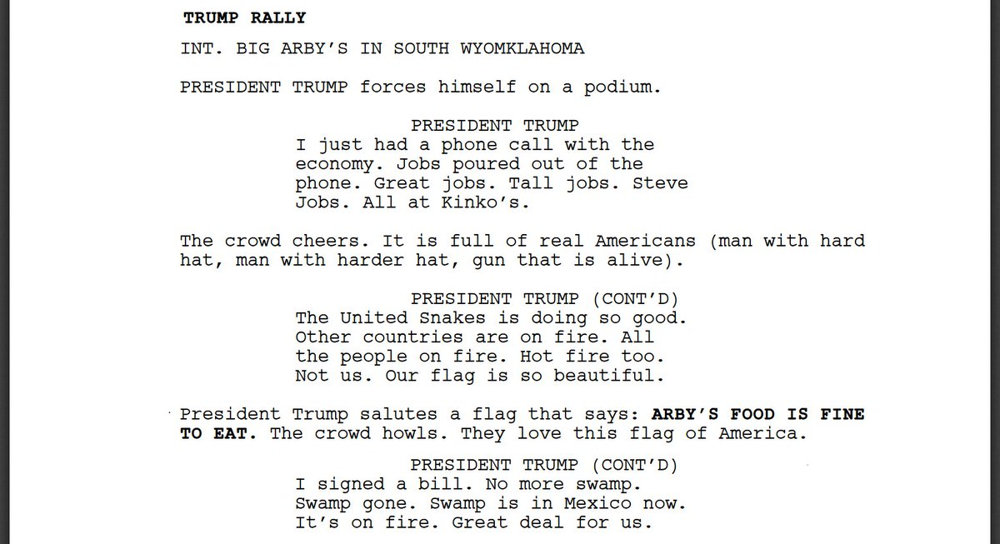 TRUMP RALLY
INT. BIG ARBY’S IN SOUTH WYOMKLAHOMA
PRESIDENT TRUMP forces himself on a podium.
PRESIDENT TRUMP
I just had a phone call with the
economy. Jobs poured out of the
phone. Great jobs. Tall jobs. Steve
Jobs. All at Kinko’s.
The crowd cheers. It is full of real Americans (man with hard
hat, man with harder hat, gun that is alive).
PRESIDENT TRUMP (CONT’D)
The United Snakes is doing so good.
Other countries are on fire. All
the people on fire. Hot fire too.
Not us. Our flag is so beautiful.
President Trump salutes a flag that says: ARBY’S FOOD IS FINE
TO EAT. The crowd howls. They love this flag of America.
PRESIDENT TRUMP (CONT’D)
I signed a bill. No more swamp.
Swamp gone. Swamp is in Mexico now.
It’s on fire. Great deal for us.